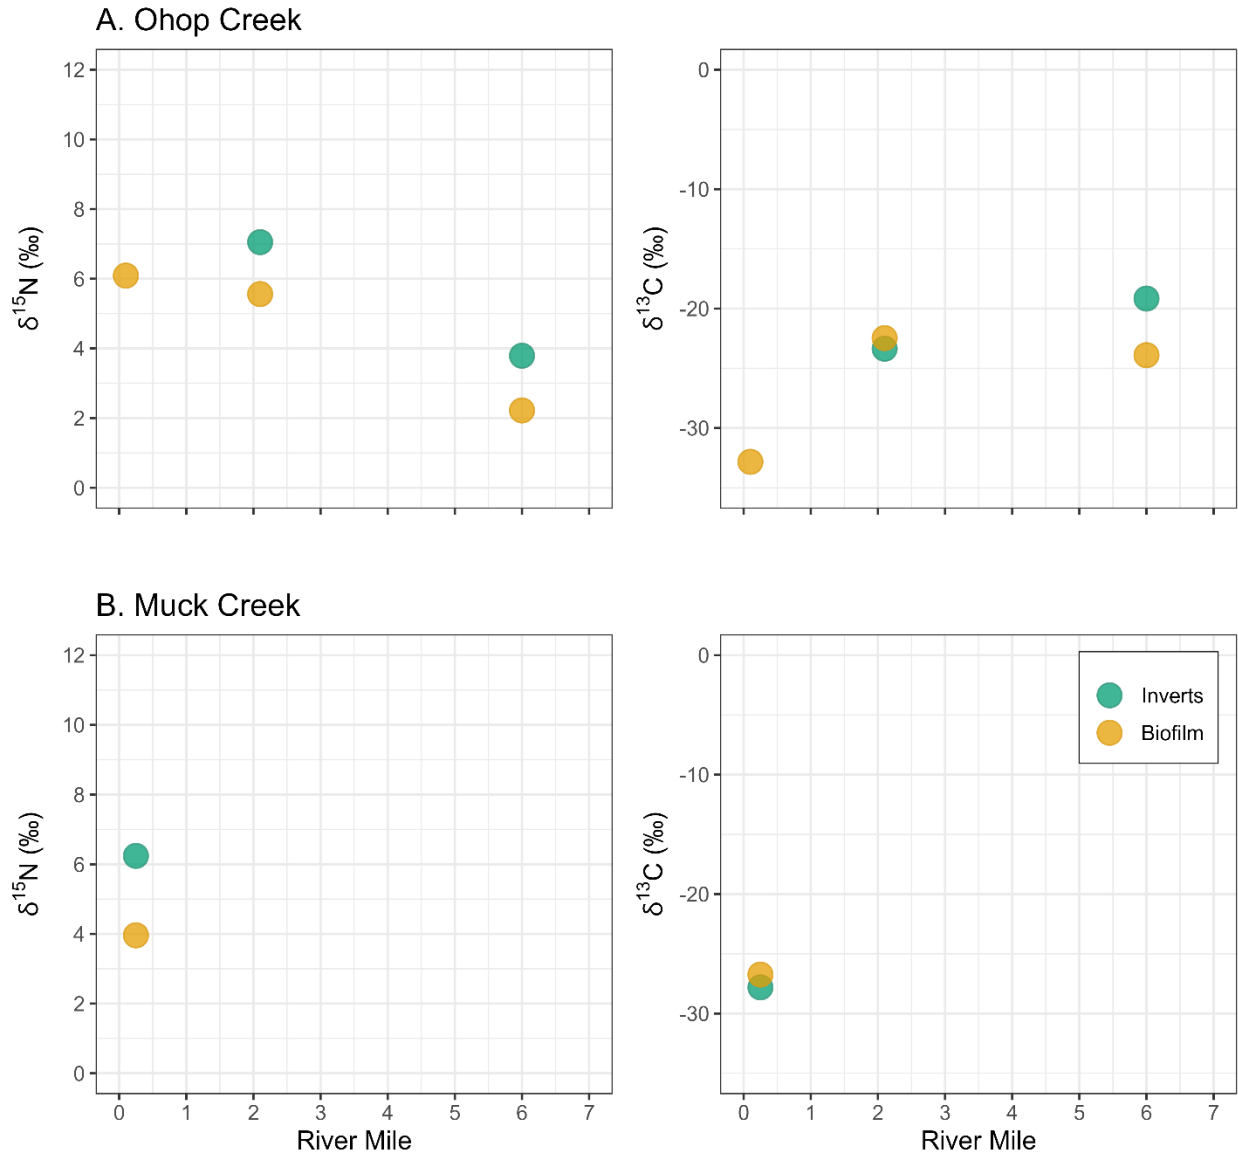 A. Ohop Creek
δ15N (‰)
12
10
8
6
4
2
0
δ13C (‰)
0
-10
-20
-30
B. Muck Creek
δ15N (‰)
12
10
8
6
4
2
0
0 1 2 3 4 5 6 7
River Mile
δ13C (‰)
0
-10
-20
-30
Inverts
Biofilm
0 1 2 3 4 5 6 7
River Mile